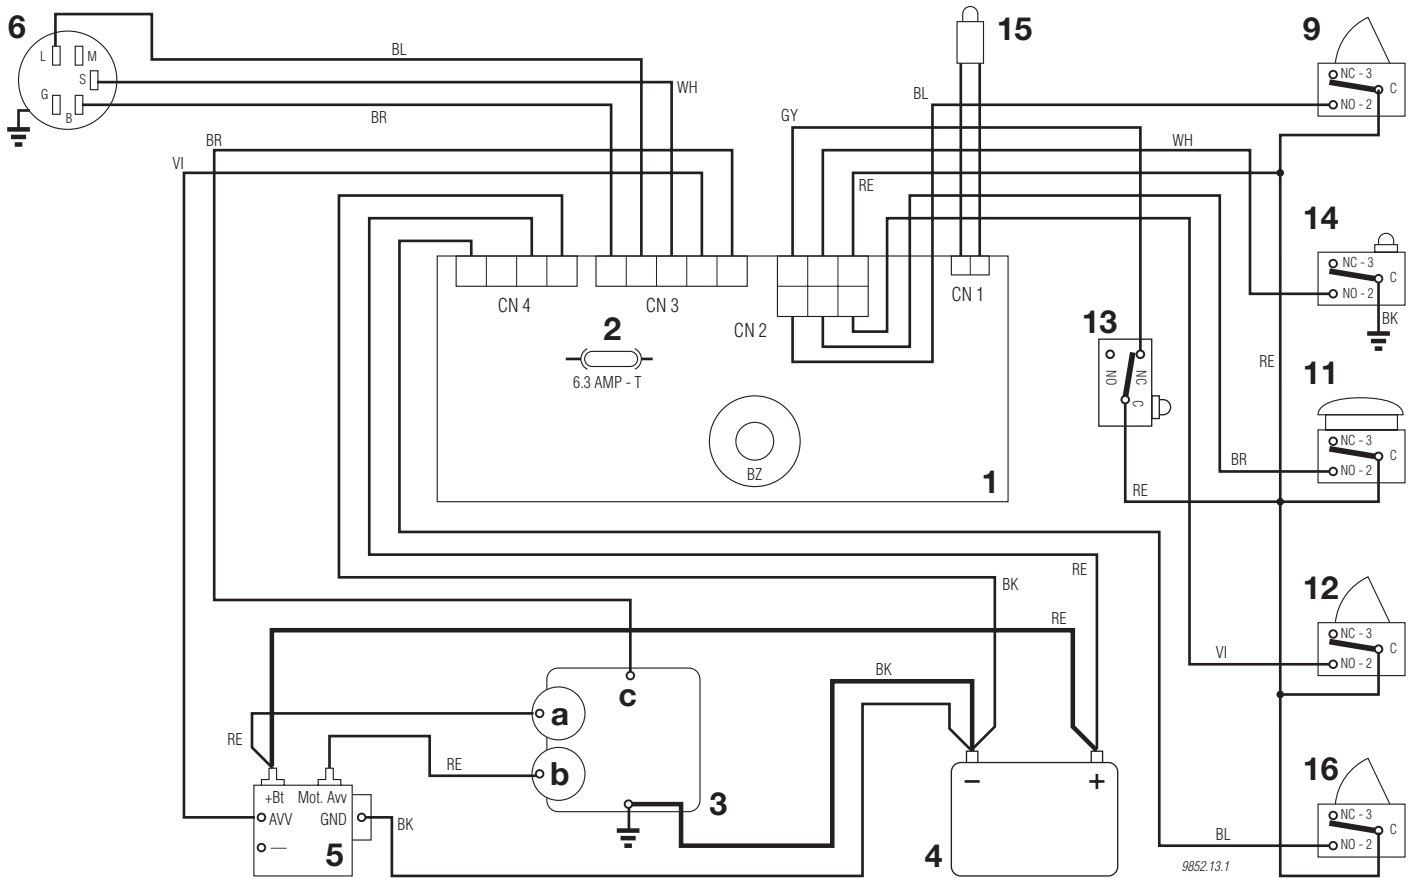 6
15
9
L
M
S
G
B
BL
WH
BR
BR
VI
GY
BL
WH
RE
NC - 3
C
NO - 2
14
NC - 3
C
NO - 2
BK
CN 4
CN 3
CN 2
CN 1
2
6.3 AMP - T
BZ
1
13
NO
NC
C
RE
RE
11
NC - 3
C
NO - 2
BR
12
NC - 3
C
NO - 2
VI
RE
BK
RE
BK
c
a
b
3
RE
RE
+Bt
Mot. Avv
AVV
GND
—
5
BK
−
+
4
16
NC - 3
C
NO - 2
BL
9852.13.1